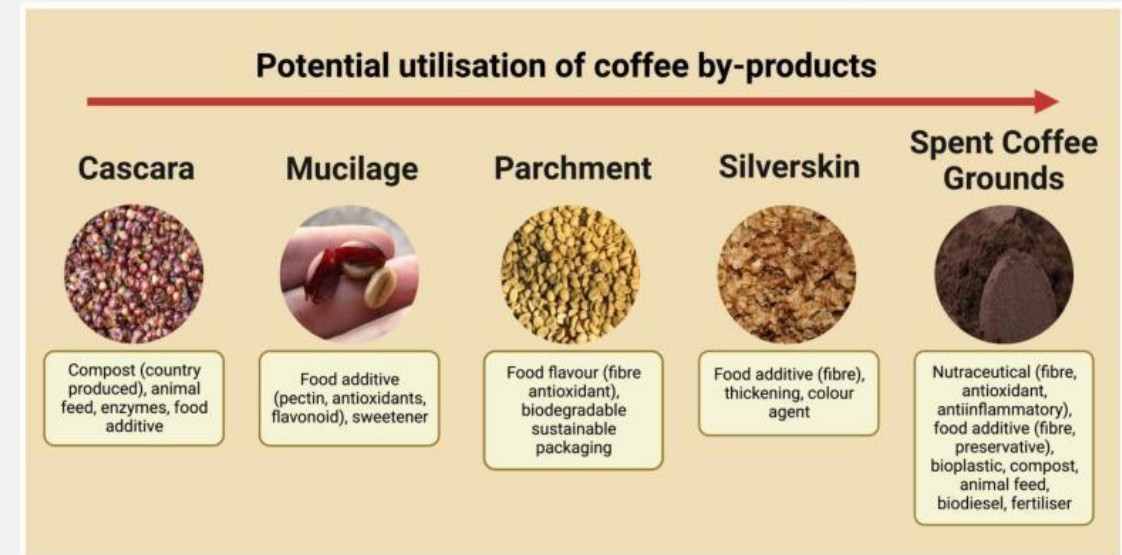 Potential utilisation of coffee by-products
Cascara
Mucilage
Parchment
Silverskin
Spent Coffee
Grounds
Compost (country
produced), animal
feed, enzymes, food
additive
Food additive
(pectin, antioxidants,
flavonoid), sweetener
Food flavour (fibre
antioxidant),
biodegradable
sustainable
packaging
Food additive (fibre),
thickening, colour
agent
Nutraceutical (fibre,
antioxidant,
antiinflammatory),
food additive (fibre,
preservative),
bioplastic, compost,
animal feed,
biodiesel, fertiliser